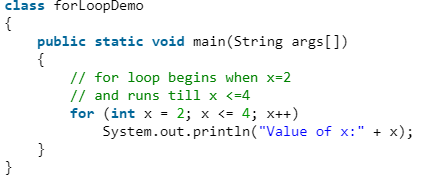 class forLoopDemo
{
    public static void main(String args[])
    {
        // for loop begins when x=2
        // and runs till x <=4
        for (int x = 2; x <= 4; x++)
            System.out.println("Value of x:" + x);
    }
}